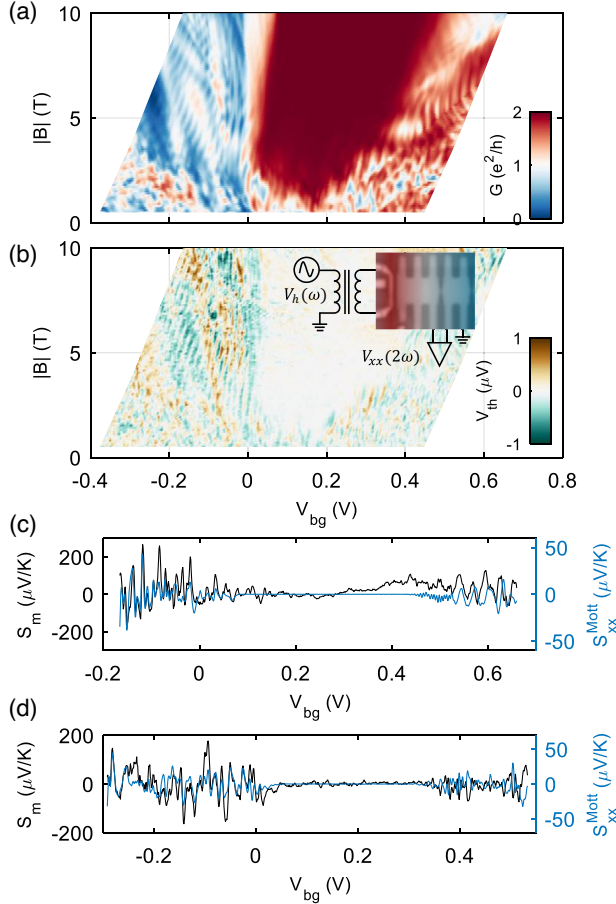 (a)
10
5
0
|B| (T)
2
1
0
G (e²/h)
(b)
10
5
0
|B| (T)
V_h(ω)
V_xx(2ω)
1
0
-1
V_th (μV)
-0.4 -0.2 0 0.2 0.4 0.6 0.8
V_bg (V)
(c)
200
0
-200
S_m (μV/K)
50
0
-50
S_xx^Mott (μV/K)
-0.2 0 0.2 0.4 0.6
V_bg (V)
(d)
200
0
-200
S_m (μV/K)
50
0
-50
S_xx^Mott (μV/K)
-0.2 0 0.2 0.4
V_bg (V)